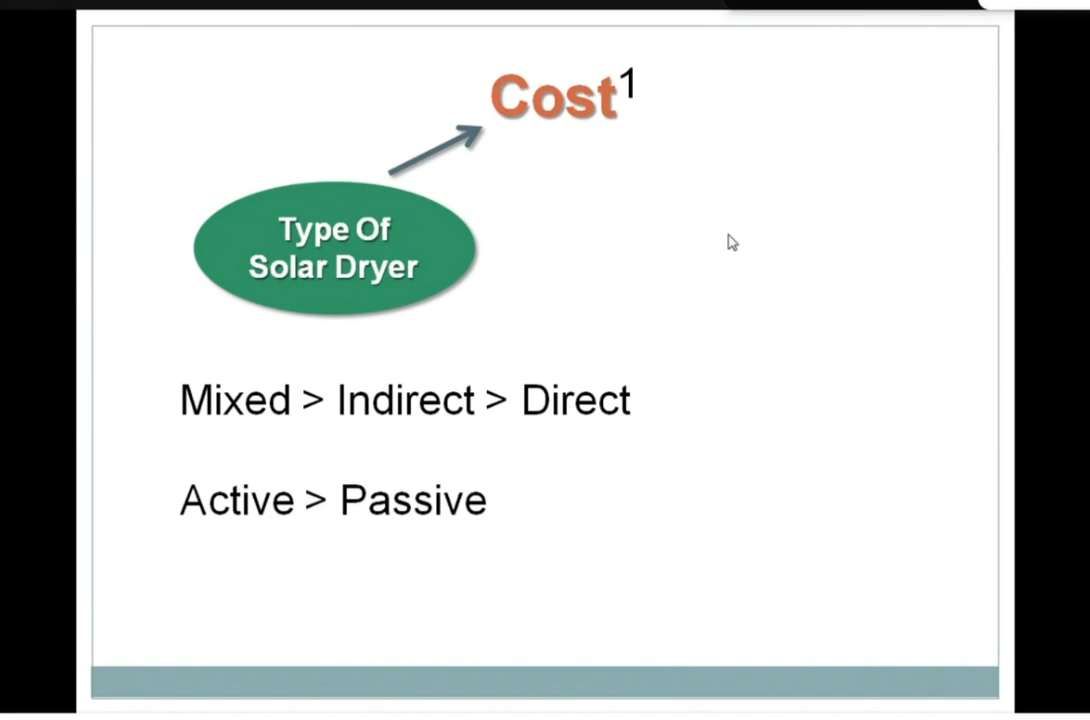 Cost¹
Type Of
Solar Dryer
Mixed > Indirect > Direct
Active > Passive